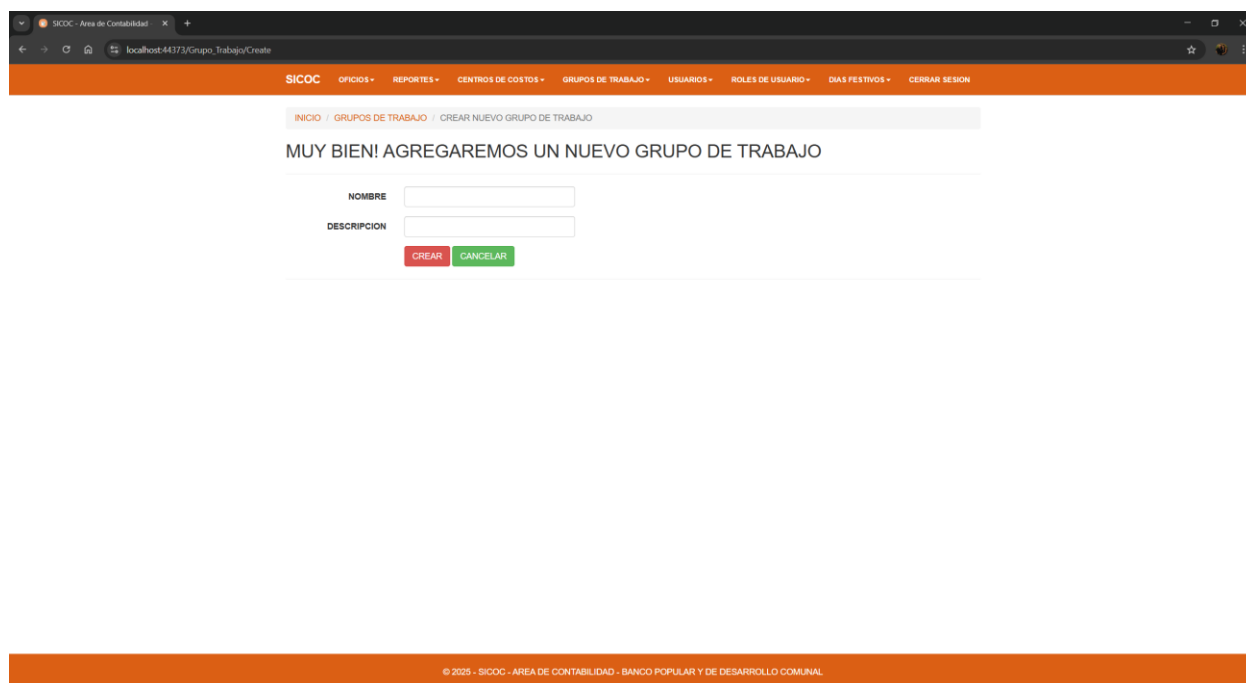 SICOC - Area de Contabilidad
localhost:44373/Grupo_Trabajo/Create
SICOC OFICIOS REPORTES CENTROS DE COSTOS GRUPOS DE TRABAJO USUARIOS ROLES DE USUARIO DIAS FESTIVOS CERRAR SESION
INICIO / GRUPOS DE TRABAJO / CREAR NUEVO GRUPO DE TRABAJO
MUY BIEN! AGREGAREMOS UN NUEVO GRUPO DE TRABAJO
NOMBRE
DESCRIPCION
CREAR CANCELAR
© 2025 - SICOC - AREA DE CONTABILIDAD - BANCO POPULAR Y DE DESARROLLO COMUNAL